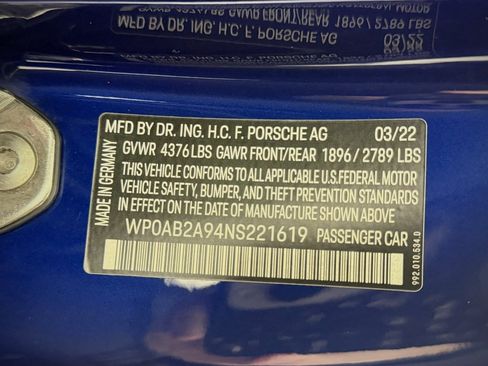 MFD BY DR. ING. H.C. F. PORSCHE AG 03/22
GVWR 4376 LBS GAWR FRONT/REAR 1896/2789 LBS
THIS VEHICLE CONFORMS TO ALL APPLICABLE U.S.FEDERAL MOTOR
VEHICLE SAFETY, BUMPER, AND THEFT PREVENTION STANDARDS
IN EFFECT ON THE DATE OF MANUFACTURE SHOWN ABOVE.
WP0AB2A94NS221619 PASSENGER CAR
MADE IN GERMANY
992.010.534.0